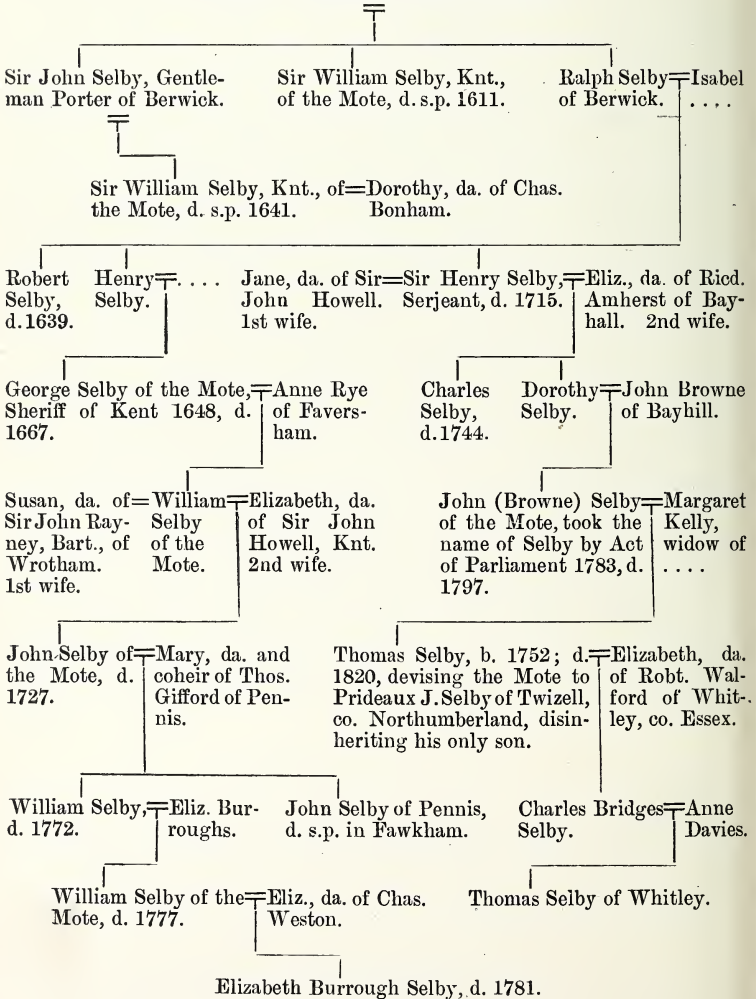 Sir John Selby, Gentle-
man Porter of Berwick.
Sir William Selby, Knt.,
of the Mote, d. s.p. 1611.
Ralph Selby=Isabel
of Berwick. . . . .
Sir William Selby, Knt., of=Dorothy, da. of Chas.
the Mote, d. s.p. 1641. Bonham.
Robert
Selby,
d. 1639.
Henry=. . . .
Selby.
Jane, da. of Sir=Sir Henry Selby,=Eliz., da. of Ricd.
John Howell. Serjeant, d. 1715. Amherst of Bay-
1st wife. hall. 2nd wife.
George Selby of the Mote,=Anne Rye
Sheriff of Kent 1648, d. of Favers-
1667. ham.
Charles
Selby,
d. 1744.
Dorothy=John Browne
Selby. of Bayhill.
Susan, da. of=William=Elizabeth, da.
Sir John Ray- Selby of Sir John
ney, Bart., of of the Howell, Knt.
Wrotham. Mote. 2nd wife.
1st wife.
John (Browne) Selby=Margaret
of the Mote, took the Kelly,
name of Selby by Act widow of
of Parliament 1783, d. . . . .
1797.
John Selby of=Mary, da. and
the Mote, d. coheir of Thos.
1727. Gifford of Pen-
nis.
Thomas Selby, b. 1752; d.=Elizabeth, da.
1820, devising the Mote to of Robt. Wal-
Prideaux J. Selby of Twizell, ford of Whit-
co. Northumberland, disin- ley, co. Essex.
heriting his only son.
William Selby,=Eliz. Bur-
d. 1772. roughs.
John Selby of Pennis,
d. s.p. in Fawkham.
Charles Bridges=Anne
Selby. Davies.
William Selby of the=Eliz., da. of Chas.
Mote, d. 1777. Weston.
Thomas Selby of Whitley.
Elizabeth Burrough Selby, d. 1781.